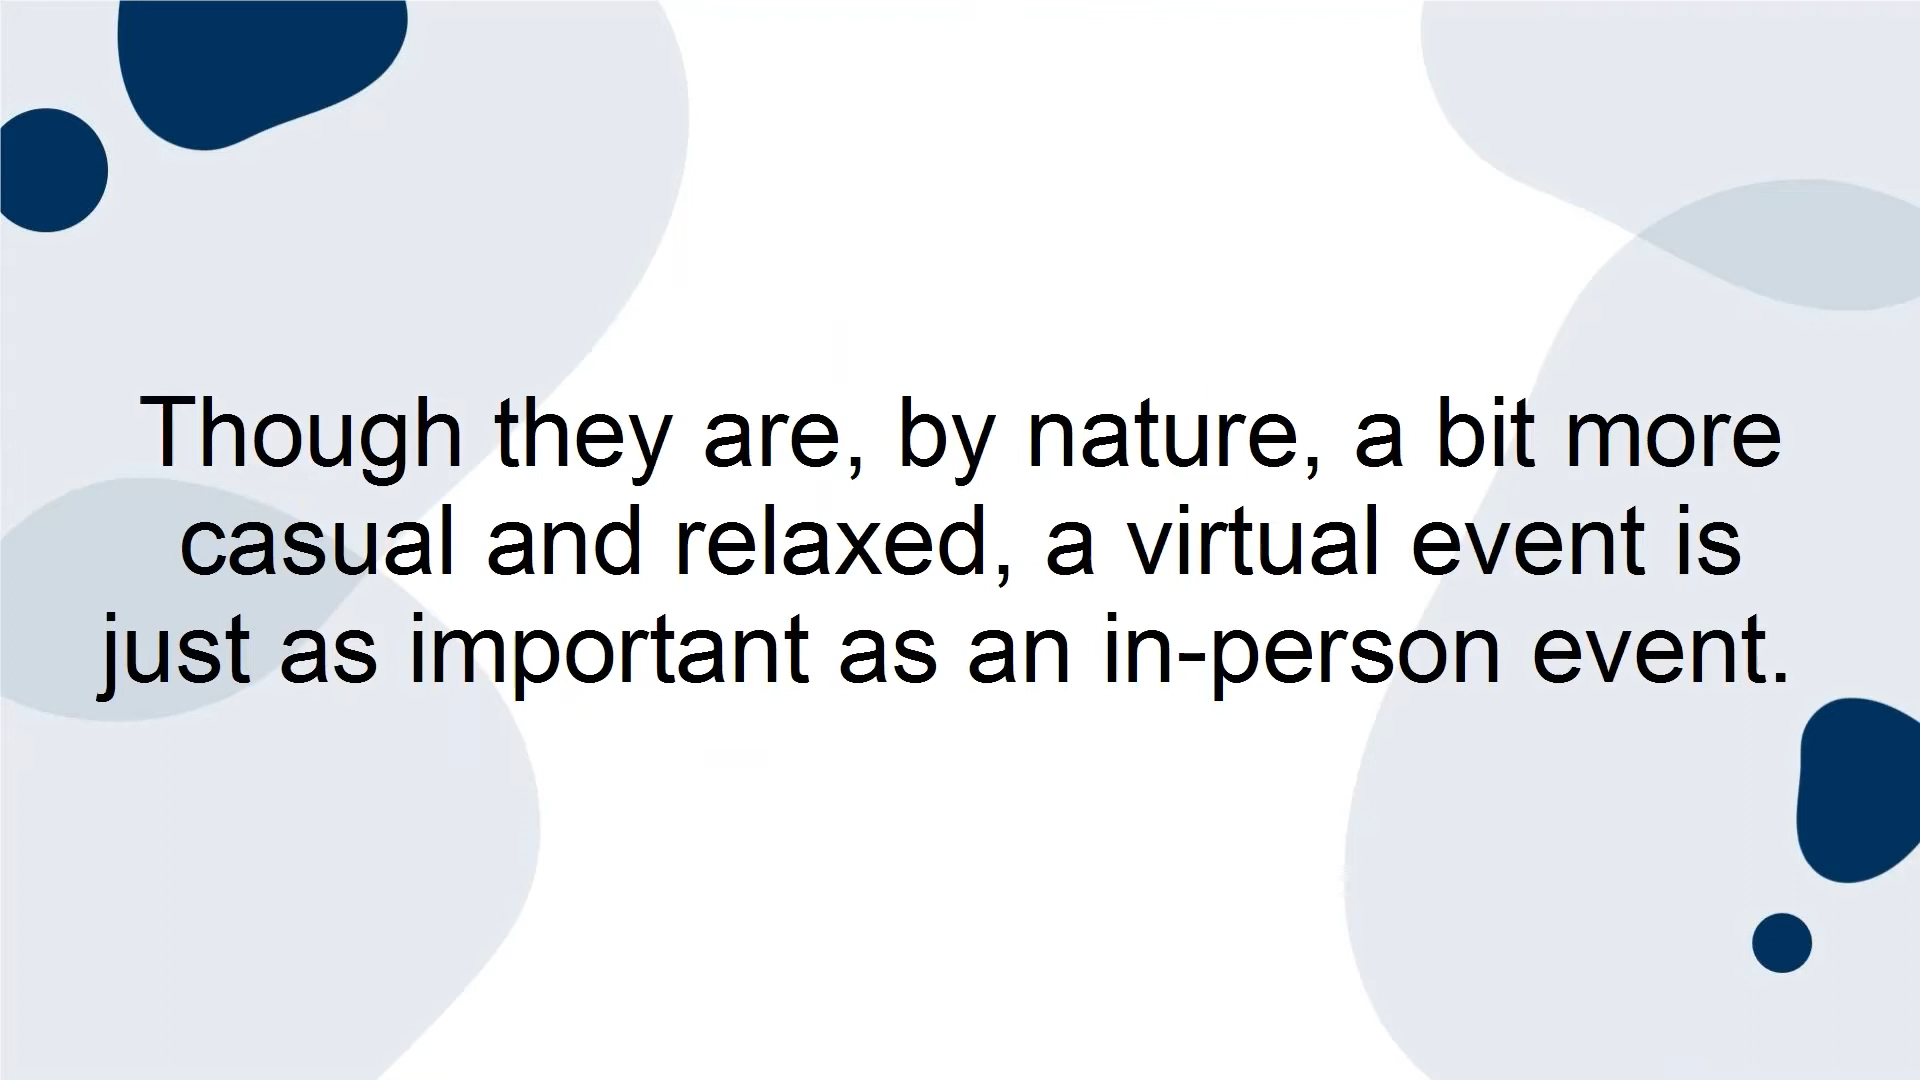 Though they are, by nature, a bit more
casual and relaxed, a virtual event is
just as important as an in-person event.